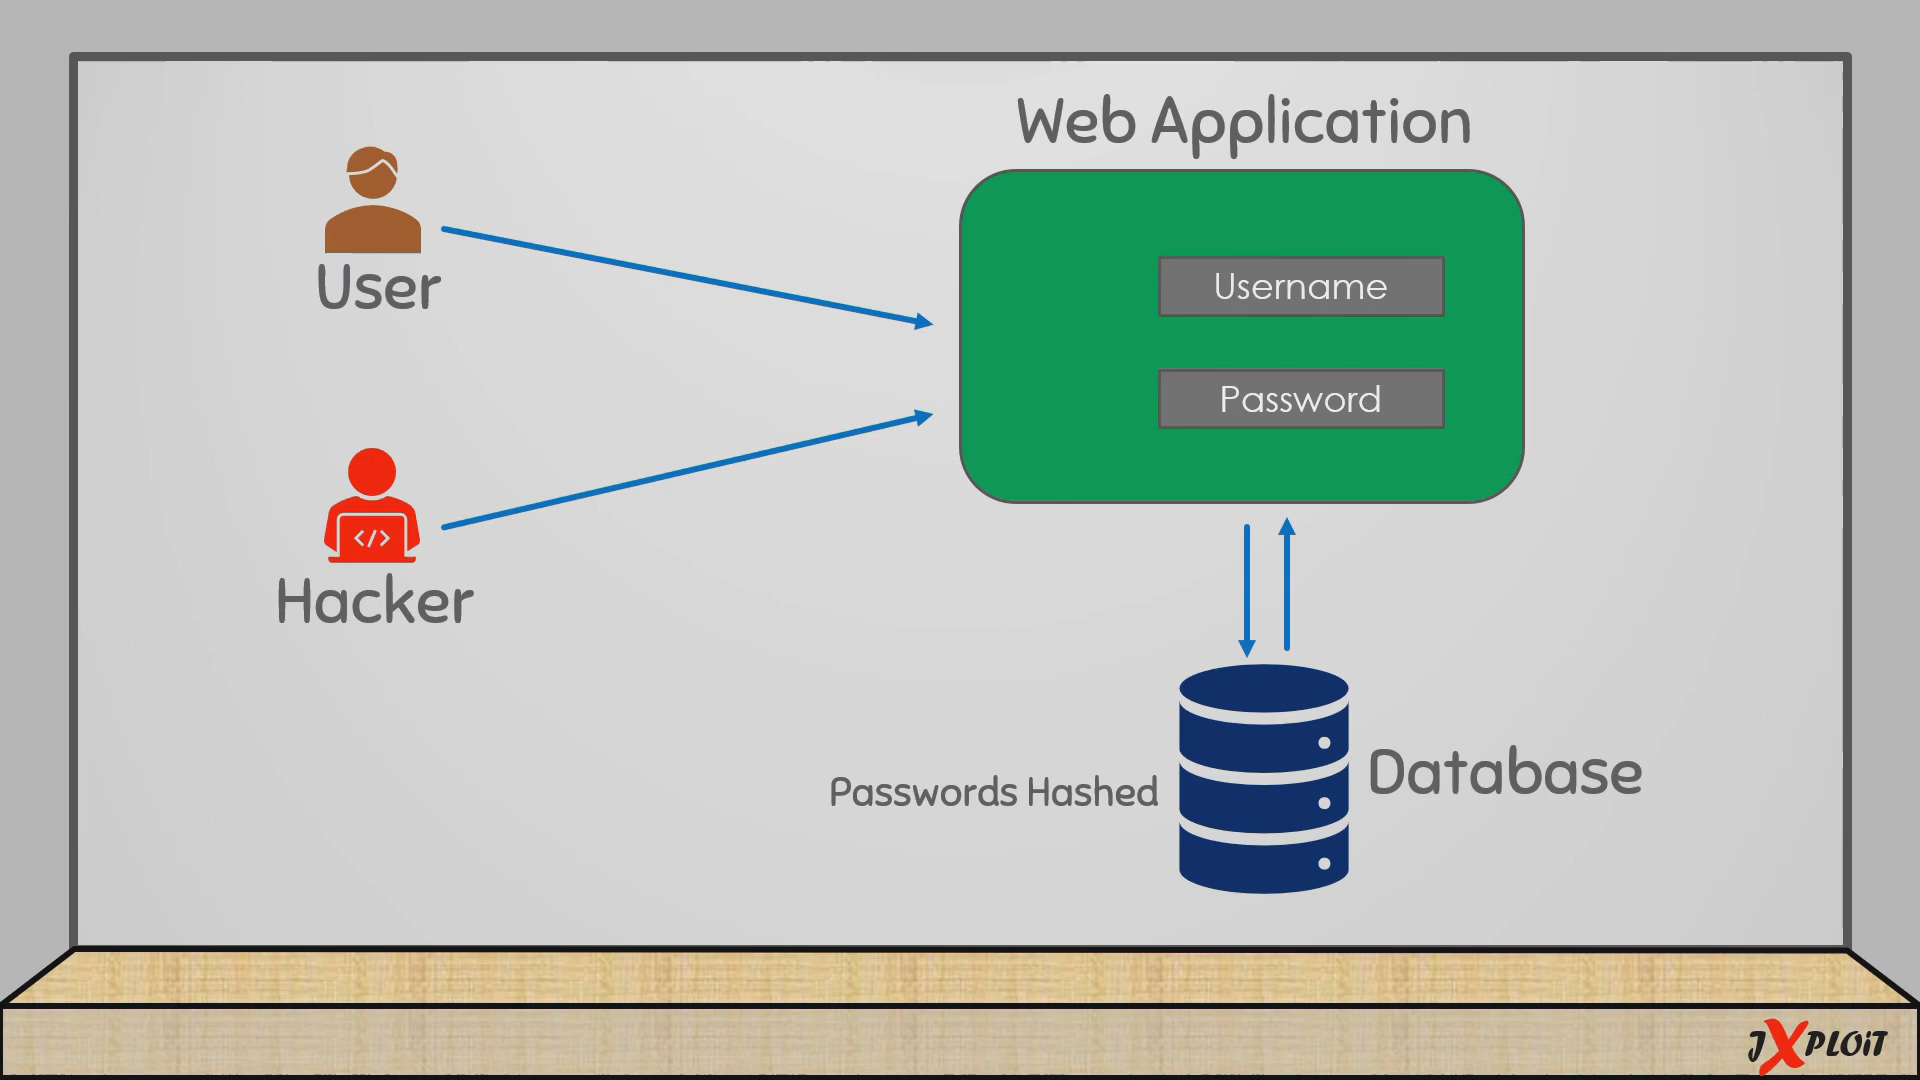 Web Application
User
Username
Password
Hacker
</>
Passwords Hashed
Database
JXPLOiT